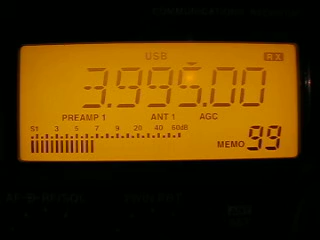 USB RX
3.995.00
PREAMP 1 ANT 1 AGC
S1 3 5 7 9 20 40 60dB
MEMO 99